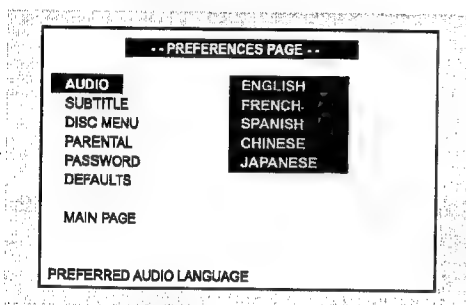 -- PREFERENCES PAGE --
AUDIO
SUBTITLE
DISC MENU
PARENTAL
PASSWORD
DEFAULTS
MAIN PAGE
ENGLISH
FRENCH
SPANISH
CHINESE
JAPANESE
PREFERRED AUDIO LANGUAGE